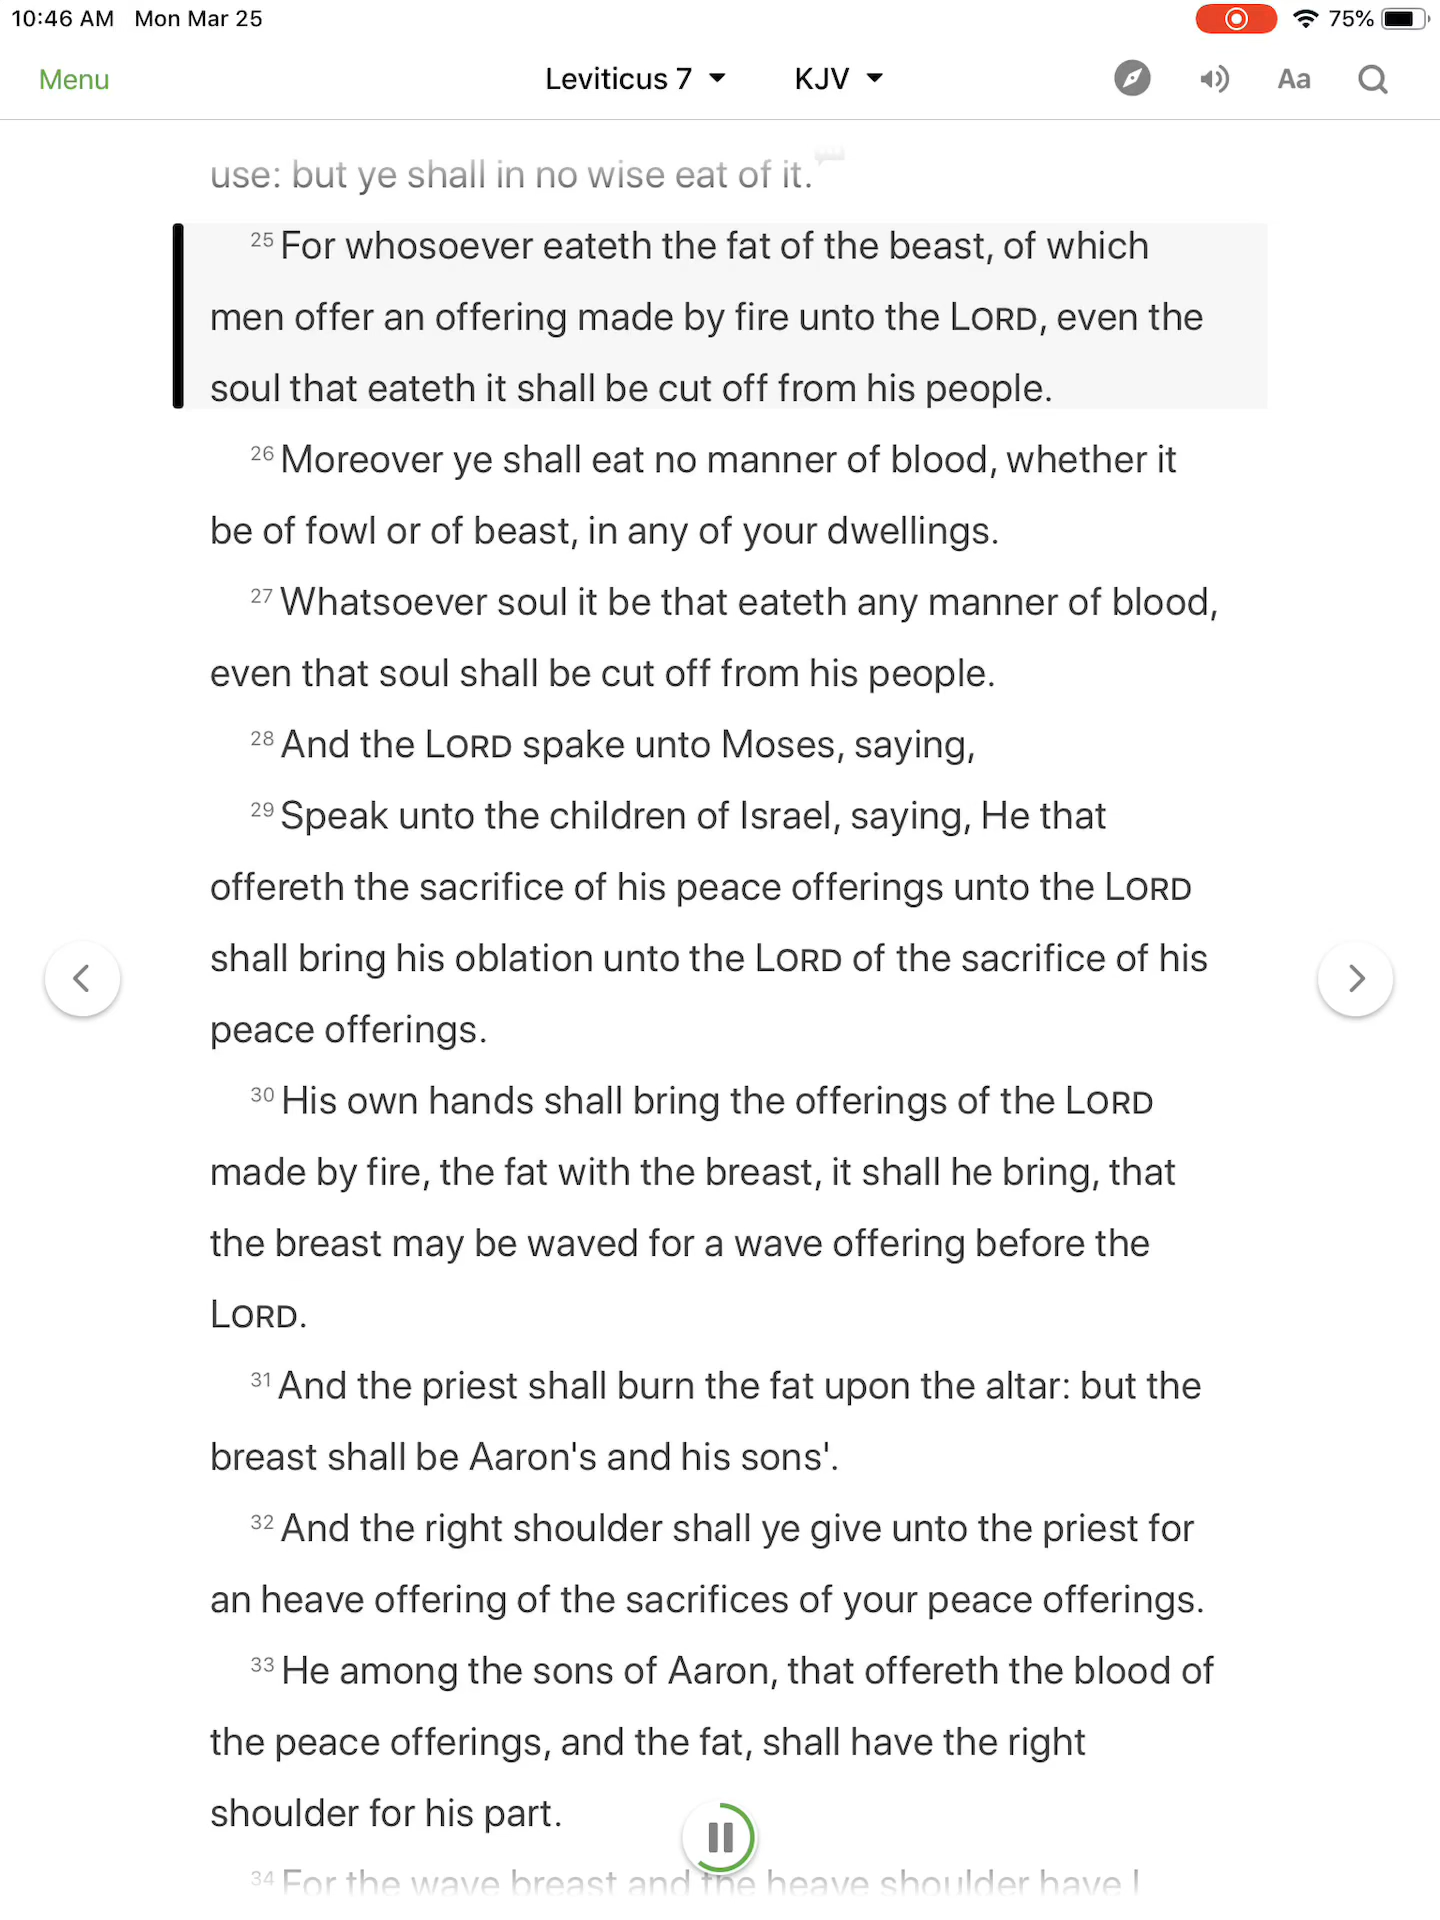 10:46 AM Mon Mar 25 75%
Menu Leviticus 7 KJV Aa
use: but ye shall in no wise eat of it.
25 For whosoever eateth the fat of the beast, of which
men offer an offering made by fire unto the LORD, even the
soul that eateth it shall be cut off from his people.
26 Moreover ye shall eat no manner of blood, whether it
be of fowl or of beast, in any of your dwellings.
27 Whatsoever soul it be that eateth any manner of blood,
even that soul shall be cut off from his people.
28 And the LORD spake unto Moses, saying,
29 Speak unto the children of Israel, saying, He that
offereth the sacrifice of his peace offerings unto the LORD
shall bring his oblation unto the LORD of the sacrifice of his
peace offerings.
30 His own hands shall bring the offerings of the LORD
made by fire, the fat with the breast, it shall he bring, that
the breast may be waved for a wave offering before the
LORD.
31 And the priest shall burn the fat upon the altar: but the
breast shall be Aaron's and his sons'.
32 And the right shoulder shall ye give unto the priest for
an heave offering of the sacrifices of your peace offerings.
33 He among the sons of Aaron, that offereth the blood of
the peace offerings, and the fat, shall have the right
shoulder for his part.
34 For the wave breast and the heave shoulder have I